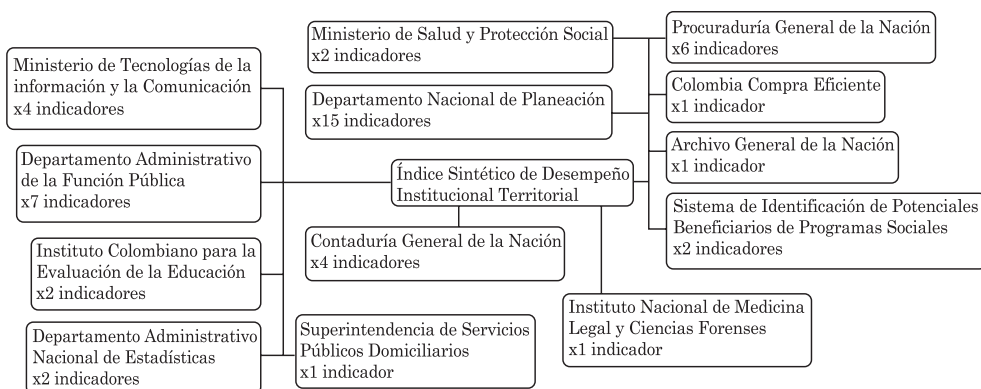 Ministerio de Tecnologías de la
información y la Comunicación
x4 indicadores
Departamento Administrativo
de la Función Pública
x7 indicadores
Instituto Colombiano para la
Evaluación de la Educación
x2 indicadores
Departamento Administrativo
Nacional de Estadísticas
x2 indicadores
Ministerio de Salud y Protección Social
x2 indicadores
Departamento Nacional de Planeación
x15 indicadores
Índice Sintético de Desempeño
Institucional Territorial
Contaduría General de la Nación
x4 indicadores
Superintendencia de Servicios
Públicos Domiciliarios
x1 indicador
Procuraduría General de la Nación
x6 indicadores
Colombia Compra Eficiente
x1 indicador
Archivo General de la Nación
x1 indicador
Sistema de Identificación de Potenciales
Beneficiarios de Programas Sociales
x2 indicadores
Instituto Nacional de Medicina
Legal y Ciencias Forenses
x1 indicador